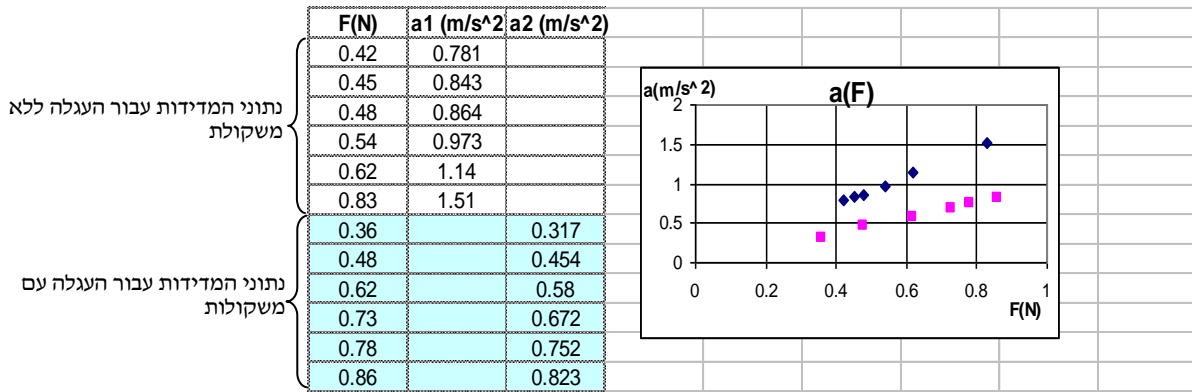 F(N) a1 (m/s^2 a2 (m/s^2)
0.42 0.781
0.45 0.843
0.48 0.864
0.54 0.973
0.62 1.14
0.83 1.51
0.36 0.317
0.48 0.454
0.62 0.58
0.73 0.672
0.78 0.752
0.86 0.823
נתוני המדידות עבור העגלה ללא
משקולת
נתוני המדידות עבור העגלה עם
משקולות
a(F)
a(m/s^2)
2
1.5
1
0.5
0
0 0.2 0.4 0.6 0.8 1
F(N)